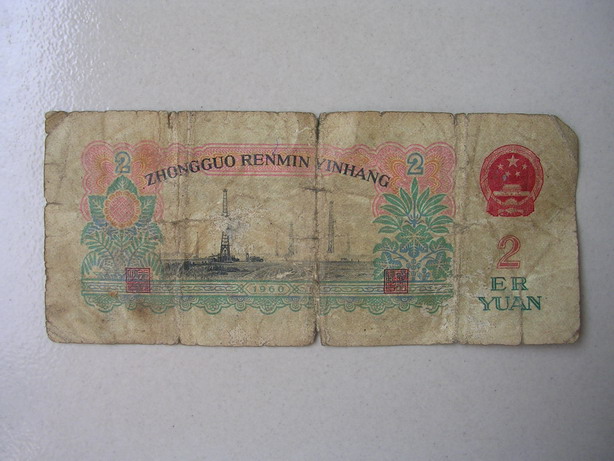 2 ZHONGGUO RENMIN YINHANG 2
2
ER
YUAN
1960